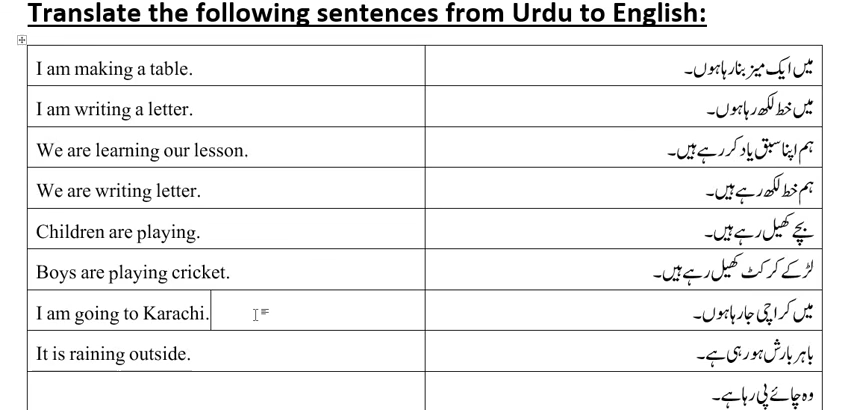 Translate the following sentences from Urdu to English:
I am making a table. میں ایک میز بنا رہا ہوں۔
I am writing a letter. میں خط لکھ رہا ہوں۔
We are learning our lesson. ہم اپنا سبق یاد کر رہے ہیں۔
We are writing letter. ہم خط لکھ رہے ہیں۔
Children are playing. بچے کھیل رہے ہیں۔
Boys are playing cricket. لڑکے کرکٹ کھیل رہے ہیں۔
I am going to Karachi. میں کراچی جا رہا ہوں۔
It is raining outside. باہر بارش ہو رہی ہے۔
وہ چائے پی رہا ہے۔